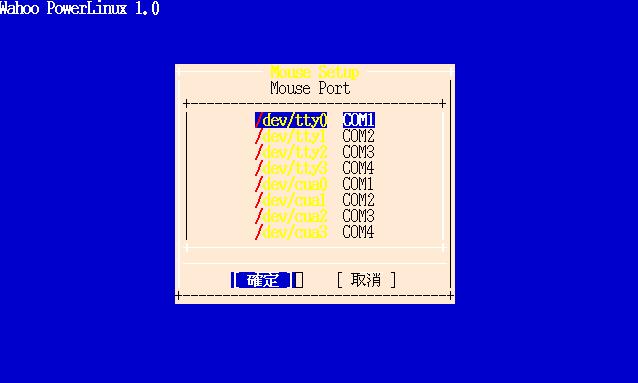 Wahoo PowerLinux 1.0
Mouse Setup
Mouse Port
/dev/tty0 COM1
/dev/tty1 COM2
/dev/tty2 COM3
/dev/tty3 COM4
/dev/cua0 COM1
/dev/cua1 COM2
/dev/cua2 COM3
/dev/cua3 COM4
[ 確定 ] [ 取消 ]